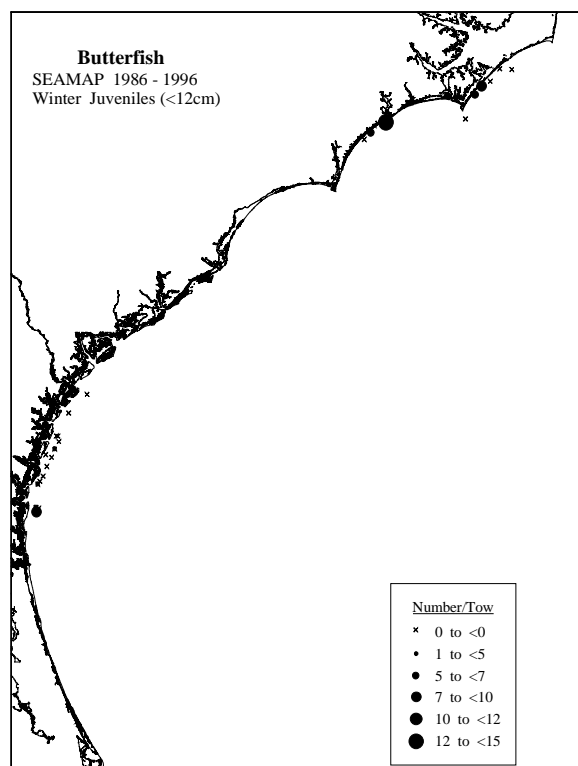 Butterfish
SEAMAP 1986 - 1996
Winter Juveniles (<12cm)
Number/Tow
× 0 to <0
1 to <5
5 to <7
7 to <10
10 to <12
12 to <15